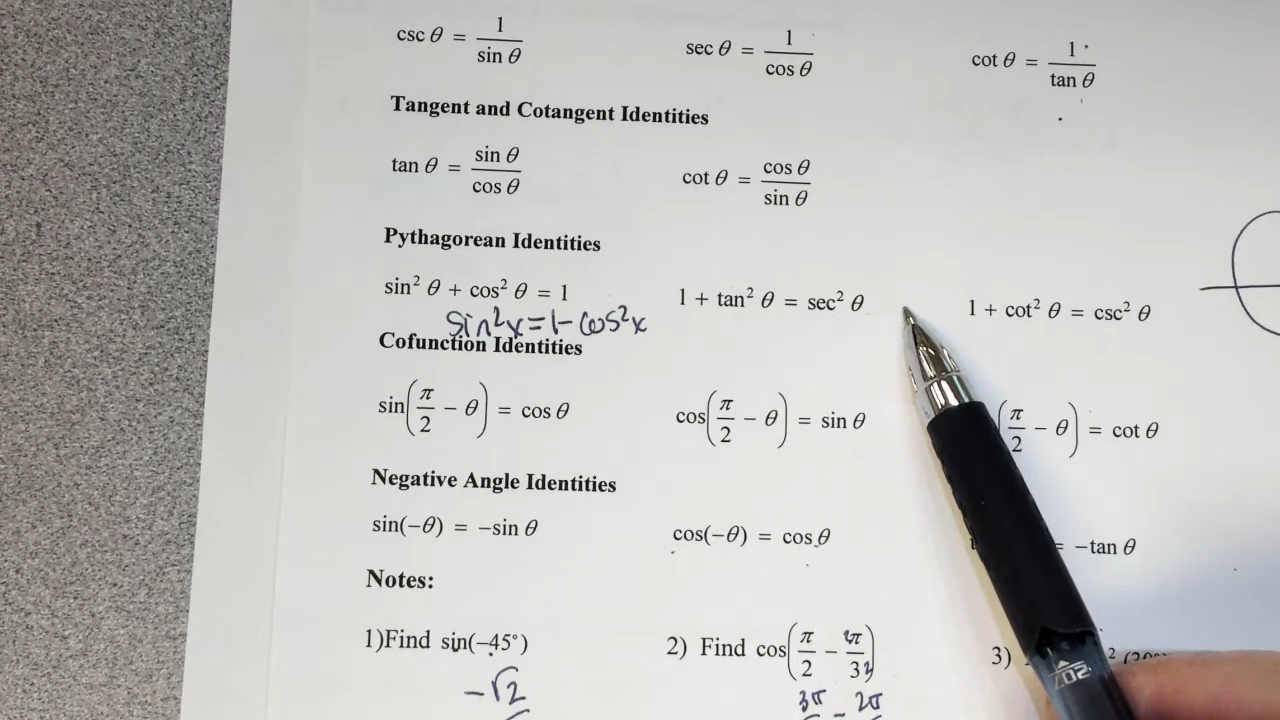 csc θ = 1/sin θ    sec θ = 1/cos θ    cot θ = 1/tan θ
Tangent and Cotangent Identities
tan θ = sin θ/cos θ    cot θ = cos θ/sin θ
Pythagorean Identities
sin² θ + cos² θ = 1    1 + tan² θ = sec² θ    1 + cot² θ = csc² θ
sin²x = 1 - cos²x
Cofunction Identities
sin(π/2 − θ) = cos θ    cos(π/2 − θ) = sin θ    (π/2 − θ) = cot θ
Negative Angle Identities
sin(−θ) = −sin θ    cos(−θ) = cos θ    = −tan θ
Notes:
1)Find sin(−45°)    2) Find cos(π/2 − π/3)    3)
-√2    3π - 2π